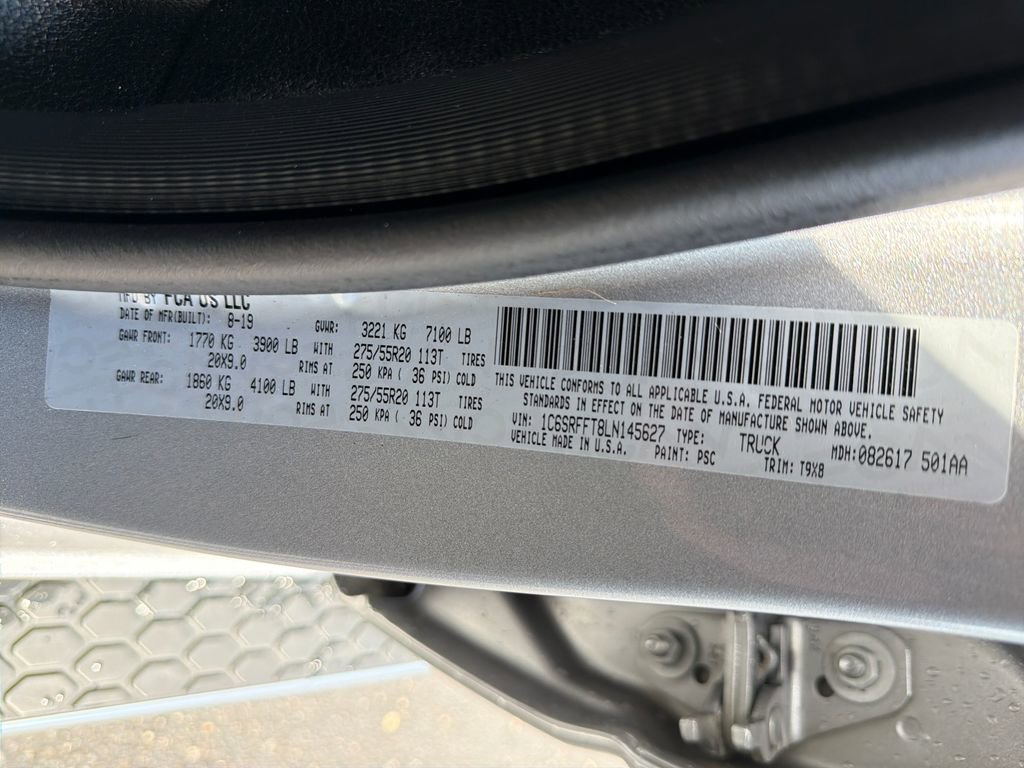 MFD BY FCA US LLC
DATE OF MFR(BUILT): 8-19 GVWR: 3221 KG 7100 LB
GAWR FRONT: 1770 KG 3900 LB WITH 275/55R20 113T TIRES
20X9.0 RIMS AT 250 KPA ( 36 PSI) COLD
GAWR REAR: 1860 KG 4100 LB WITH 275/55R20 113T TIRES
20X9.0 RIMS AT 250 KPA ( 36 PSI) COLD
THIS VEHICLE CONFORMS TO ALL APPLICABLE U.S.A. FEDERAL MOTOR VEHICLE SAFETY
STANDARDS IN EFFECT ON THE DATE OF MANUFACTURE SHOWN ABOVE.
VIN: 1C6SRFFT8LN145627 TYPE: TRUCK MDH:082617 501AA
VEHICLE MADE IN U.S.A. PAINT: PSC TRIM: T9X8